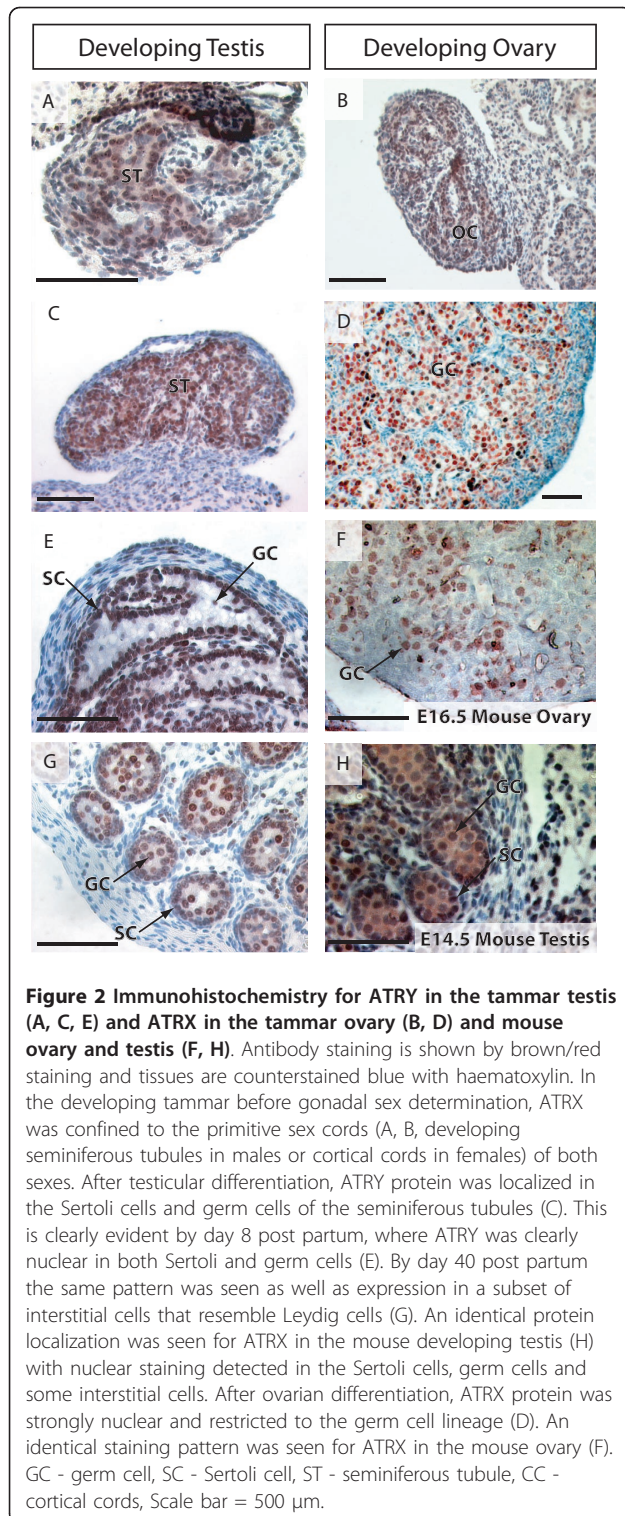 Developing Testis
Developing Ovary
A
ST
B
OC
C
ST
D
GC
E
SC
GC
F
GC
E16.5 Mouse Ovary
G
GC
SC
H
GC
SC
E14.5 Mouse Testis
Figure 2 Immunohistochemistry for ATRY in the tammar testis
(A, C, E) and ATRX in the tammar ovary (B, D) and mouse
ovary and testis (F, H). Antibody staining is shown by brown/red
staining and tissues are counterstained blue with haematoxylin. In
the developing tammar before gonadal sex determination, ATRX
was confined to the primitive sex cords (A, B, developing
seminiferous tubules in males or cortical cords in females) of both
sexes. After testicular differentiation, ATRY protein was localized in
the Sertoli cells and germ cells of the seminiferous tubules (C). This
is clearly evident by day 8 post partum, where ATRY was clearly
nuclear in both Sertoli and germ cells (E). By day 40 post partum
the same pattern was seen as well as expression in a subset of
interstitial cells that resemble Leydig cells (G). An identical protein
localization was seen for ATRX in the mouse developing testis (H)
with nuclear staining detected in the Sertoli cells, germ cells and
some interstitial cells. After ovarian differentiation, ATRX protein was
strongly nuclear and restricted to the germ cell lineage (D). An
identical staining pattern was seen for ATRX in the mouse ovary (F).
GC - germ cell, SC - Sertoli cell, ST - seminiferous tubule, CC -
cortical cords, Scale bar = 500 μm.